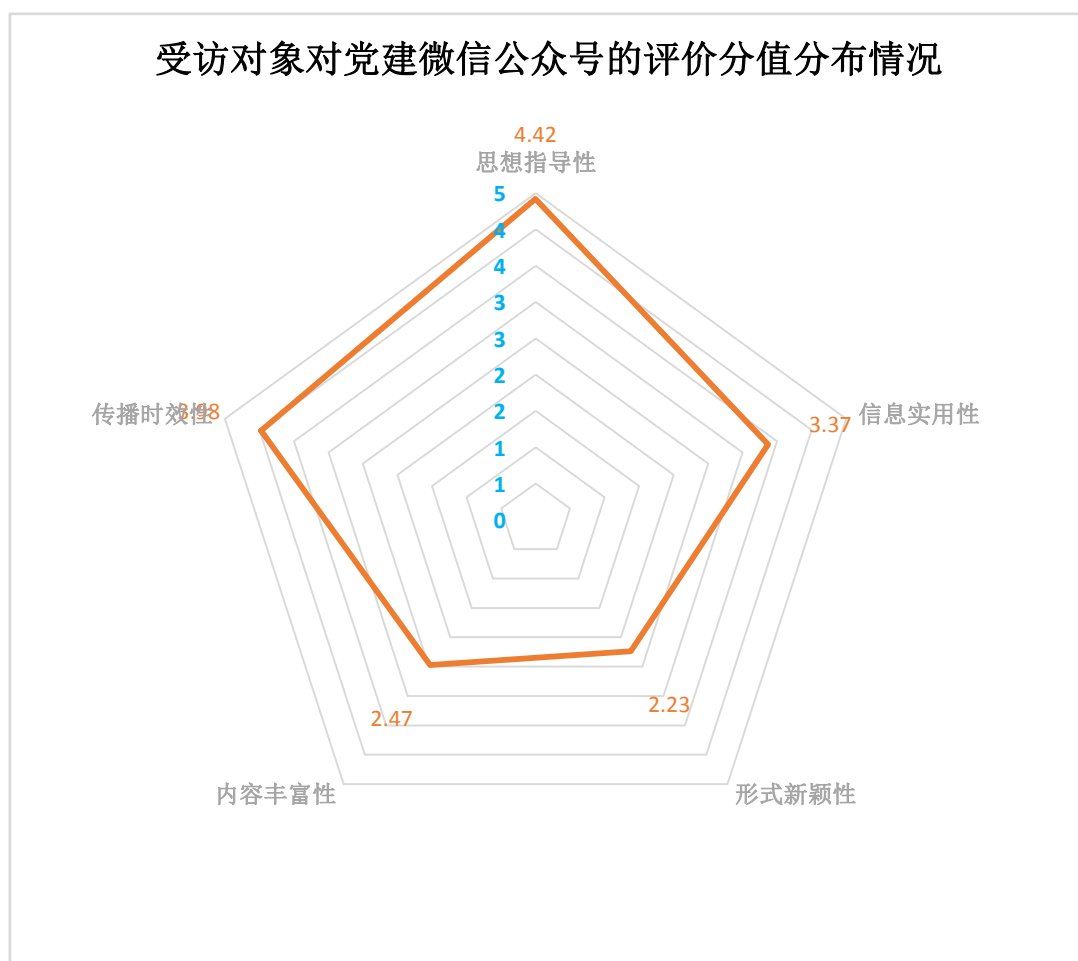 受访对象对党建微信公众号的评价分值分布情况
4.42
思想指导性
5
4
4
3
3
2
2
1
1
0
传播时效性
3.98
3.37
信息实用性
2.47
2.23
内容丰富性
形式新颖性